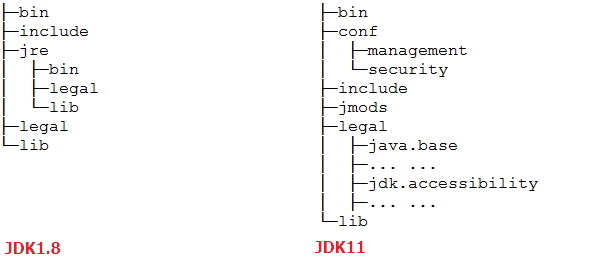 ├─bin
├─include
├─jre
│  ├─bin
│  ├─legal
│  └─lib
├─legal
└─lib
JDK1.8
├─bin
├─conf
│  ├─management
│  └─security
├─include
├─jmods
├─legal
│  ├─java.base
│  ├─... ...
│  ├─jdk.accessibility
│  ├─... ...
└─lib
JDK11